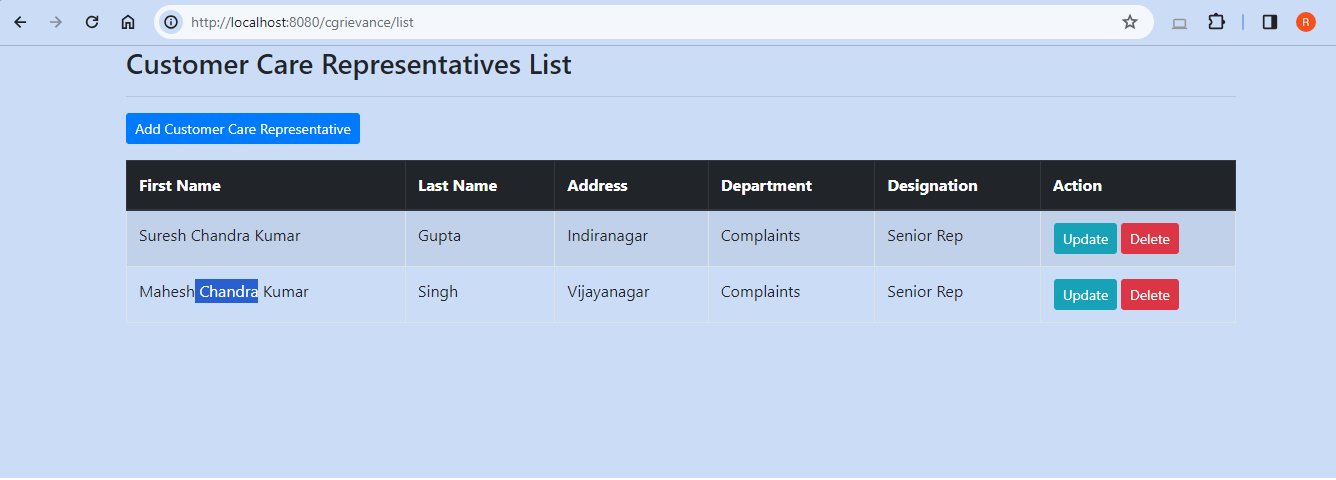 http://localhost:8080/cgrievance/list
R
Customer Care Representatives List
Add Customer Care Representative
First Name Last Name Address Department Designation Action
Suresh Chandra Kumar Gupta Indiranagar Complaints Senior Rep Update Delete
Mahesh Chandra Kumar Singh Vijayanagar Complaints Senior Rep Update Delete